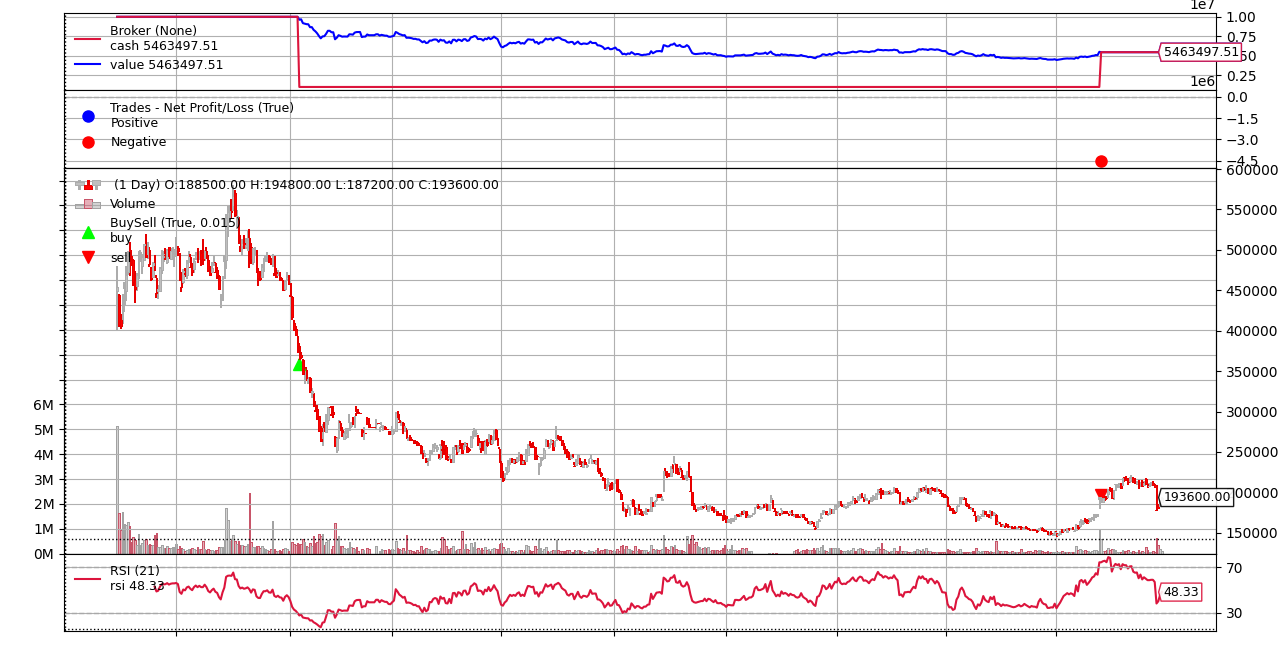 1e7
Broker (None)
cash 5463497.51
value 5463497.51
1.00
0.75
5463497.51
50
0.25
1e6
Trades - Net Profit/Loss (True)
Positive
Negative
0.0
−1.5
−3.0
−4.5
(1 Day) O:188500.00 H:194800.00 L:187200.00 C:193600.00
Volume
BuySell (True, 0.015)
buy
sell
600000
550000
500000
450000
400000
350000
300000
250000
00000
193600.00
150000
6M
5M
4M
3M
2M
1M
0M
RSI (21)
rsi 48.33
70
48.33
30